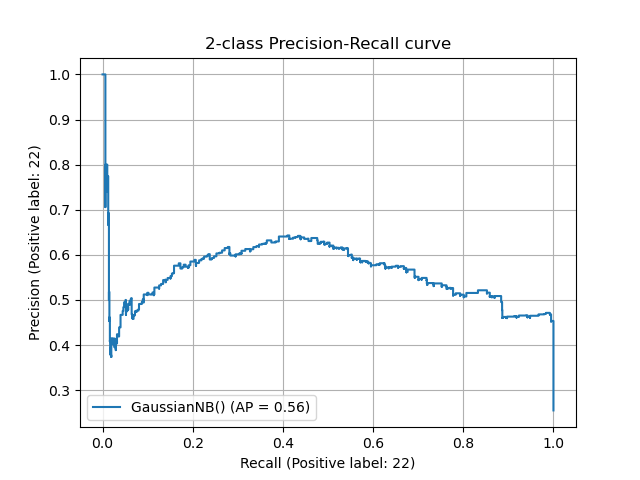 2-class Precision-Recall curve
1.0
0.9
0.8
0.7
0.6
0.5
0.4
0.3
Precision (Positive label: 22)
GaussianNB() (AP = 0.56)
0.0 0.2 0.4 0.6 0.8 1.0
Recall (Positive label: 22)